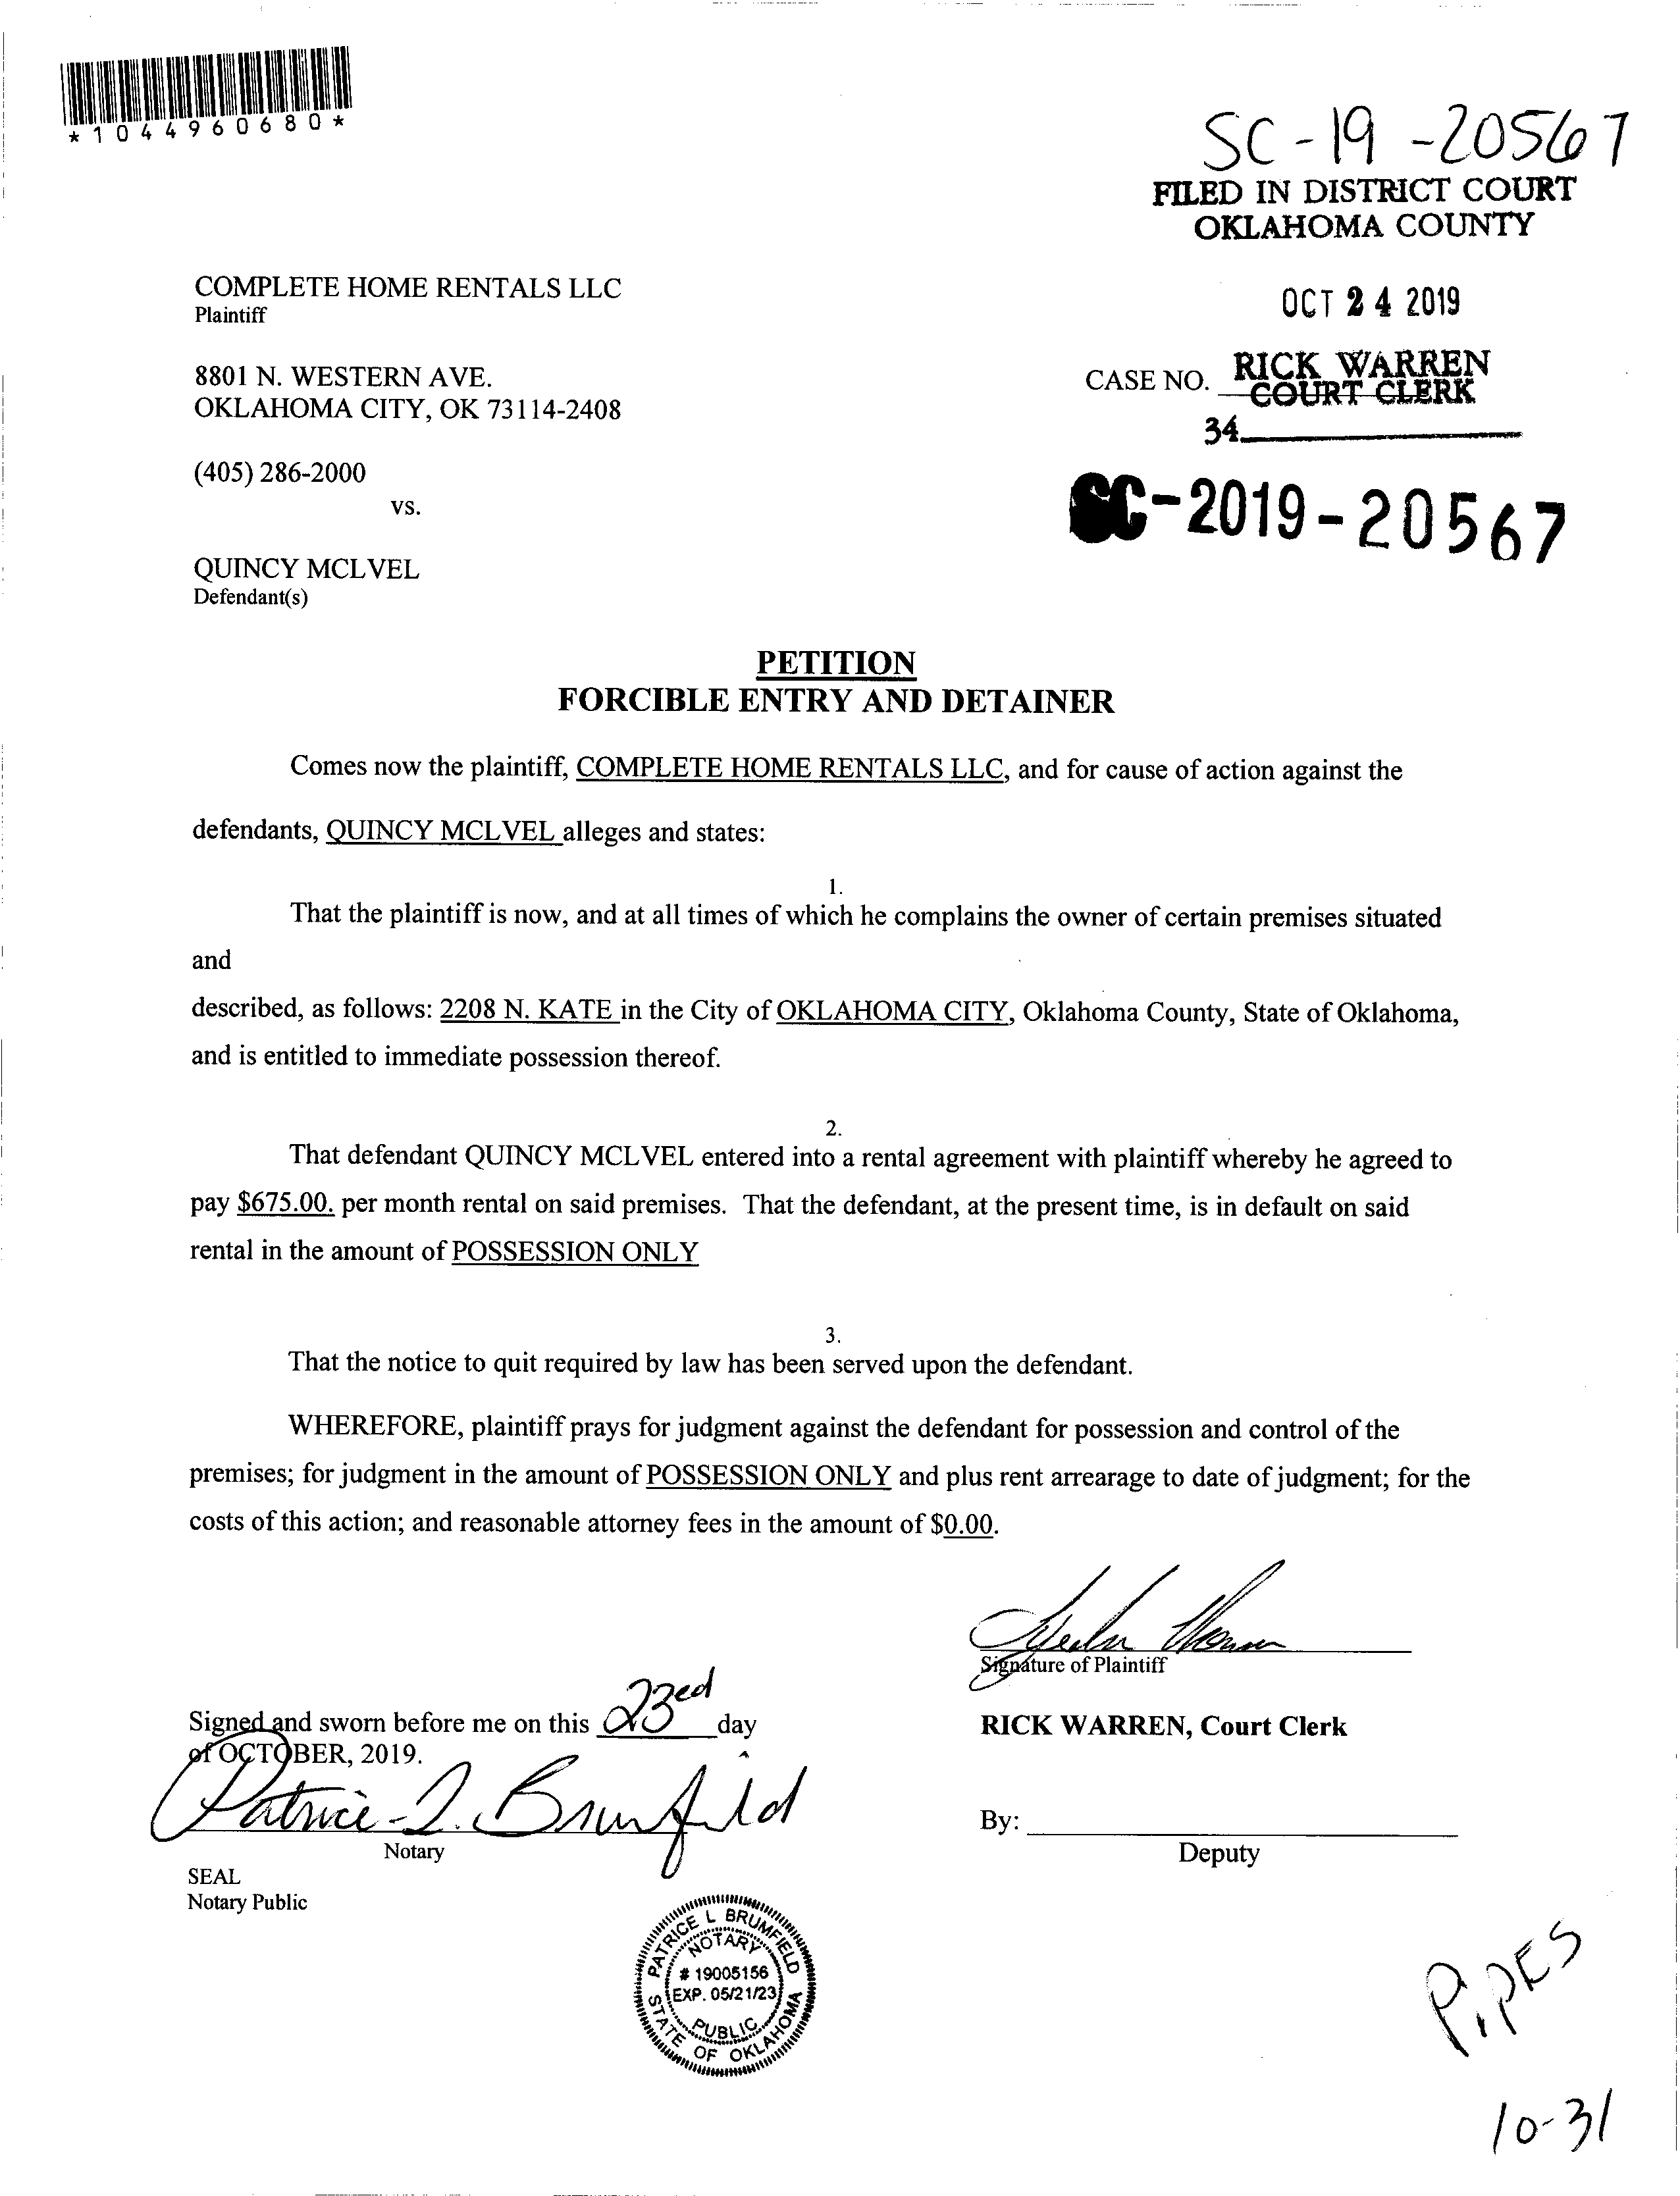 *1044960680*
SC-19-20567
FILED IN DISTRICT COURT
OKLAHOMA COUNTY
OCT 24 2019
RICK WARREN
COURT CLERK
34
COMPLETE HOME RENTALS LLC
Plaintiff
8801 N. WESTERN AVE.
OKLAHOMA CITY, OK 73114-2408
(405) 286-2000
vs.
QUINCY MCLVEL
Defendant(s)
CASE NO.
SC-2019-20567
PETITION
FORCIBLE ENTRY AND DETAINER
Comes now the plaintiff, COMPLETE HOME RENTALS LLC, and for cause of action against the
defendants, QUINCY MCLVEL alleges and states:
1.
That the plaintiff is now, and at all times of which he complains the owner of certain premises situated
and
described, as follows: 2208 N. KATE in the City of OKLAHOMA CITY, Oklahoma County, State of Oklahoma,
and is entitled to immediate possession thereof.
2.
That defendant QUINCY MCLVEL entered into a rental agreement with plaintiff whereby he agreed to
pay $675.00. per month rental on said premises. That the defendant, at the present time, is in default on said
rental in the amount of POSSESSION ONLY
3.
That the notice to quit required by law has been served upon the defendant.
WHEREFORE, plaintiff prays for judgment against the defendant for possession and control of the
premises; for judgment in the amount of POSSESSION ONLY and plus rent arrearage to date of judgment; for the
costs of this action; and reasonable attorney fees in the amount of $0.00.
Signature of Plaintiff
Signed and sworn before me on this 23ed day
of OCTOBER, 2019.
Patrice L. Brumfield
Notary
SEAL
Notary Public
RICK WARREN, Court Clerk
By:
Deputy
PATRICE L BRUMFIELD
NOTARY
# 19005156
EXP. 05/21/23
PUBLIC
STATE OF OKLAHOMA
PIPES
10-31